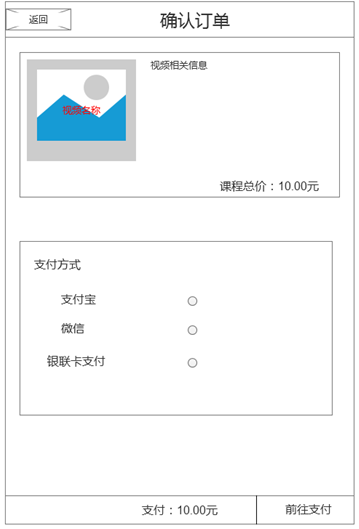 返回
确认订单
视频相关信息
视频名称
课程总价：10.00元
支付方式
支付宝
微信
银联卡支付
支付：10.00元
前往支付